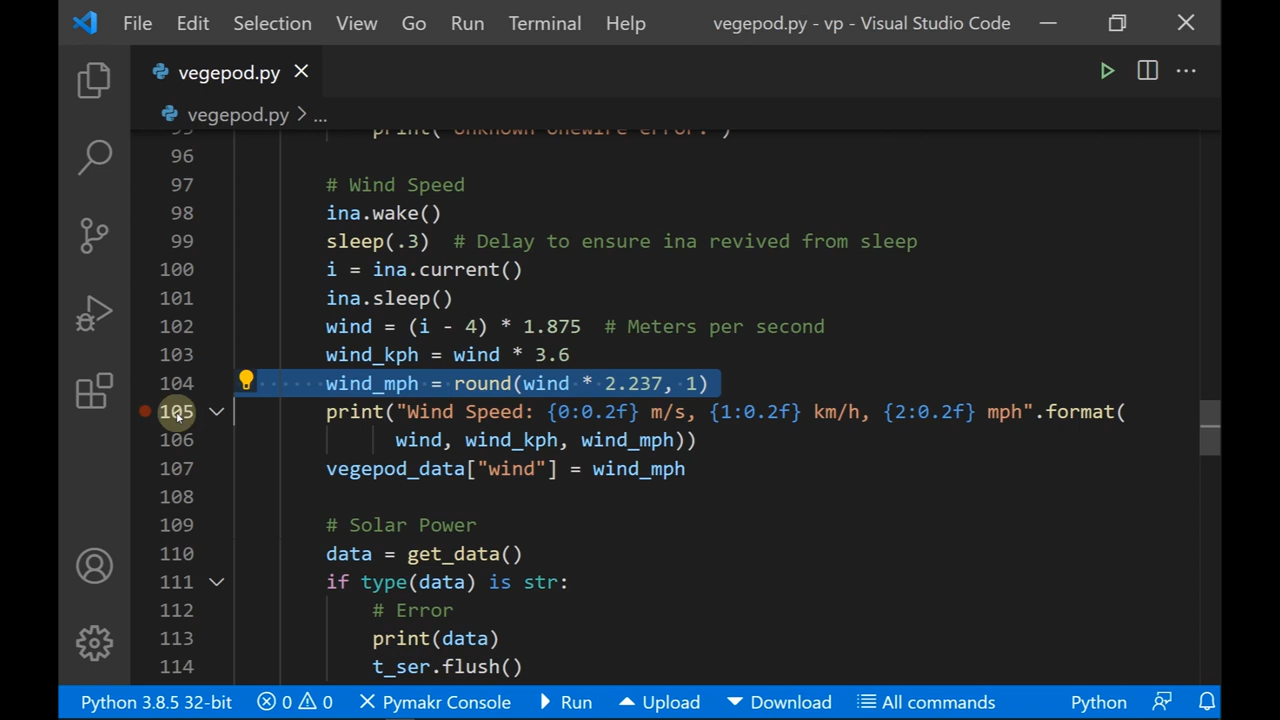 File Edit Selection View Go Run Terminal Help vegepod.py - vp - Visual Studio Code
vegepod.py
vegepod.py > ...
95 print("Unknown onewire error.")
96
97 # Wind Speed
98 ina.wake()
99 sleep(.3)  # Delay to ensure ina revived from sleep
100 i = ina.current()
101 ina.sleep()
102 wind = (i - 4) * 1.875  # Meters per second
103 wind_kph = wind * 3.6
104 wind_mph = round(wind * 2.237, 1)
105 print("Wind Speed: {0:0.2f} m/s, {1:0.2f} km/h, {2:0.2f} mph".format(
106 wind, wind_kph, wind_mph))
107 vegepod_data["wind"] = wind_mph
108
109 # Solar Power
110 data = get_data()
111 if type(data) is str:
112 # Error
113 print(data)
114 t_ser.flush()
Python 3.8.5 32-bit 0 0 Pymakr Console Run Upload Download All commands Python